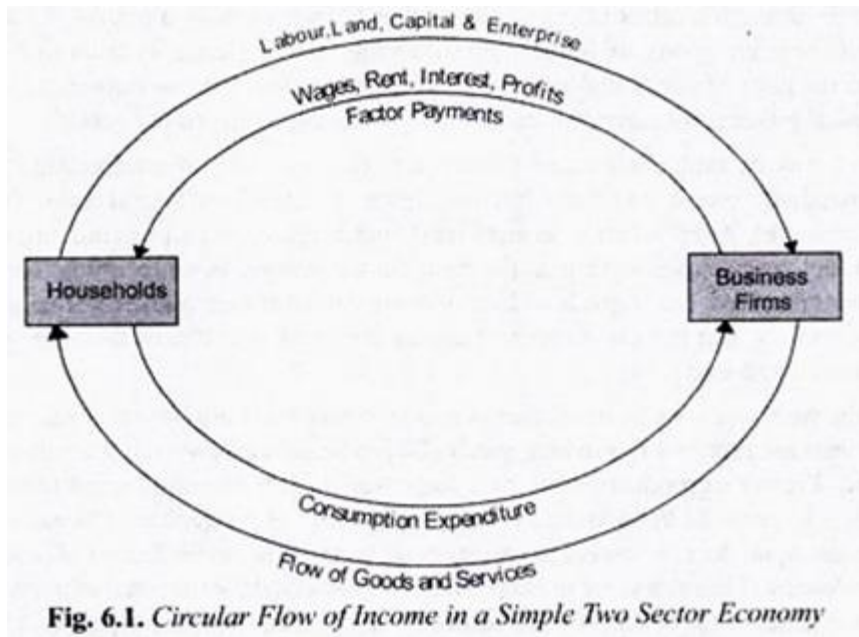 Labour.Land, Capital & Enterprise
Wages, Rent, Interest, Profits
Factor Payments
Households
Business
Firms
Consumption Expenditure
Flow of Goods and Services
Fig. 6.1. Circular Flow of Income in a Simple Two Sector Economy